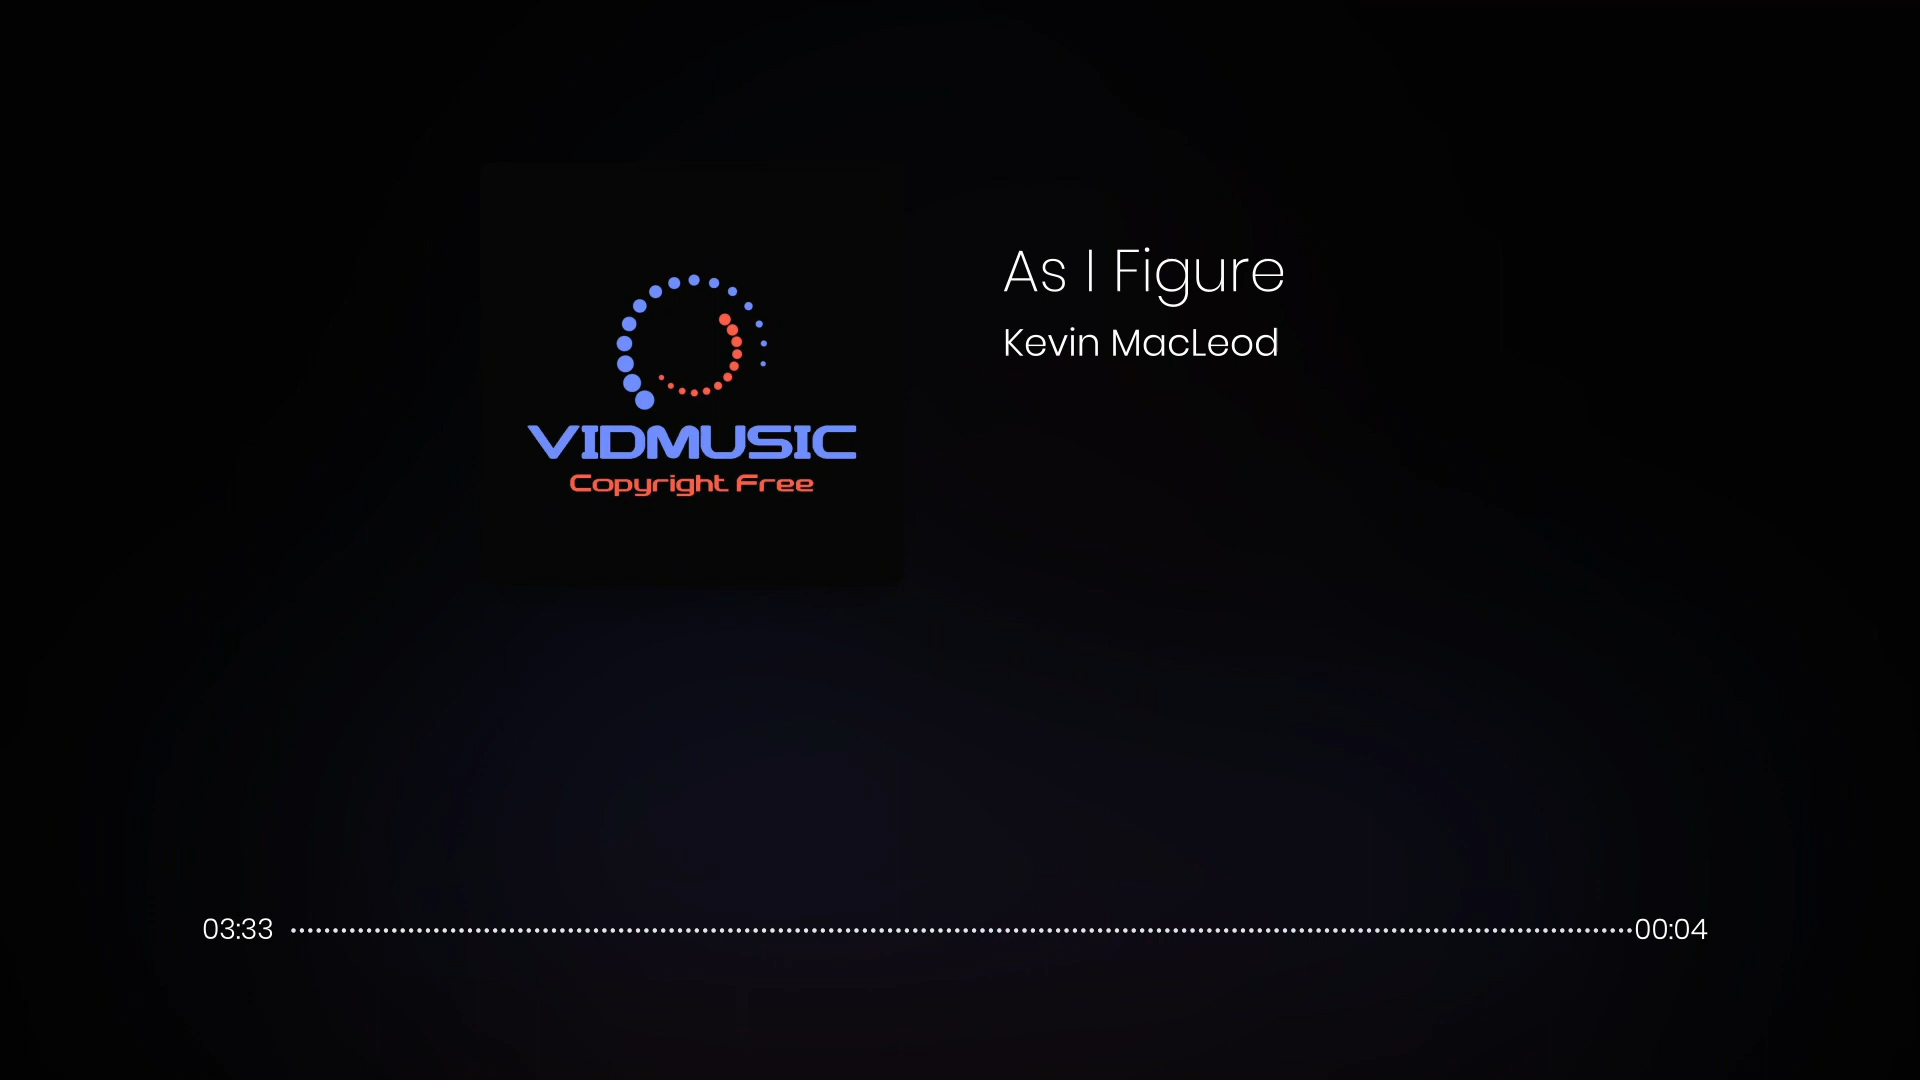 As I Figure
Kevin MacLeod
VIDMUSIC
Copyright Free
03:33
00:04